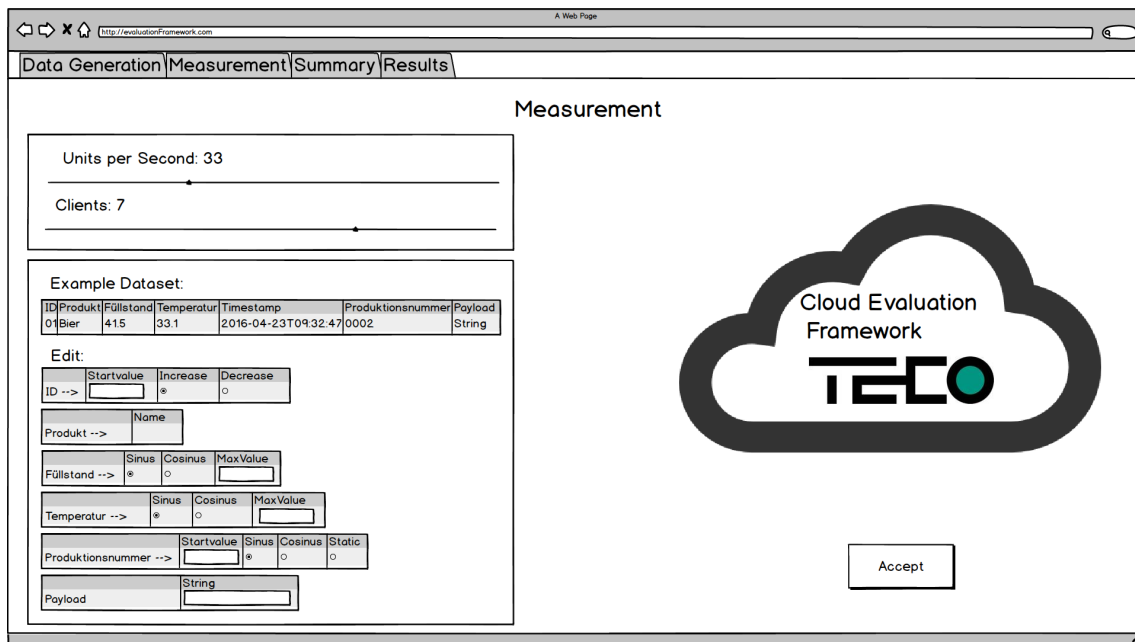 A Web Page
http://evaluationFramework.com
Data Generation Measurement Summary Results
Measurement
Units per Second: 33
Clients: 7
Example Dataset:
ID Produkt Füllstand Temperatur Timestamp Produktionsnummer Payload
01 Bier 41.5 33.1 2016-04-23T09:32:47 0002 String
Edit:
Startvalue Increase Decrease
ID -->
Name
Produkt -->
Sinus Cosinus MaxValue
Füllstand -->
Sinus Cosinus MaxValue
Temperatur -->
Startvalue Sinus Cosinus Static
Produktionsnummer -->
String
Payload
Cloud Evaluation
Framework
TECO
Accept